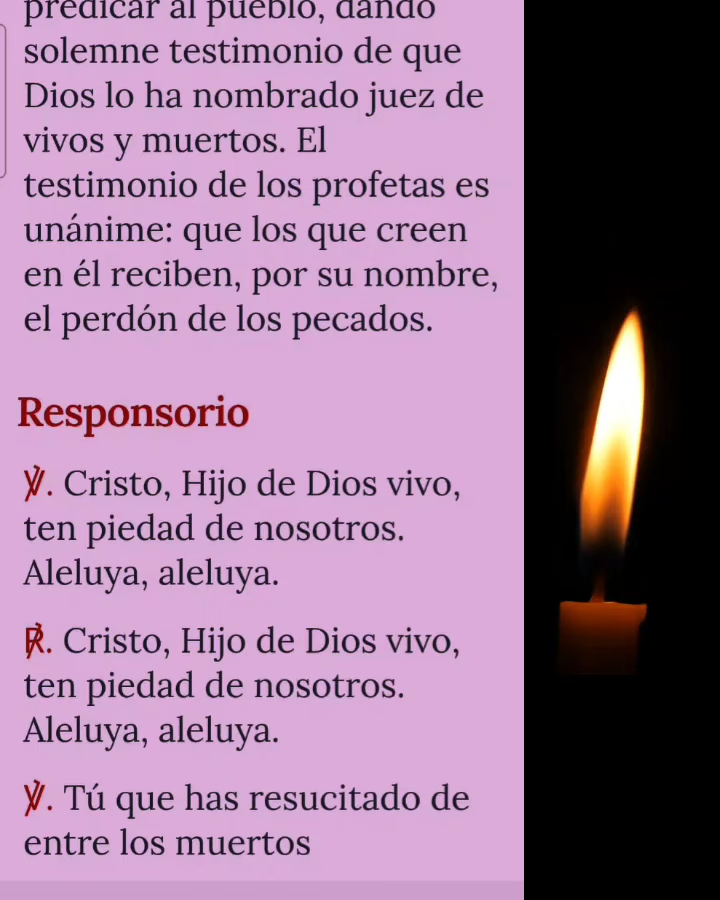 predicar al pueblo, dando
solemne testimonio de que
Dios lo ha nombrado juez de
vivos y muertos. El
testimonio de los profetas es
unánime: que los que creen
en él reciben, por su nombre,
el perdón de los pecados.
Responsorio
℣. Cristo, Hijo de Dios vivo,
ten piedad de nosotros.
Aleluya, aleluya.
℟. Cristo, Hijo de Dios vivo,
ten piedad de nosotros.
Aleluya, aleluya.
℣. Tú que has resucitado de
entre los muertos